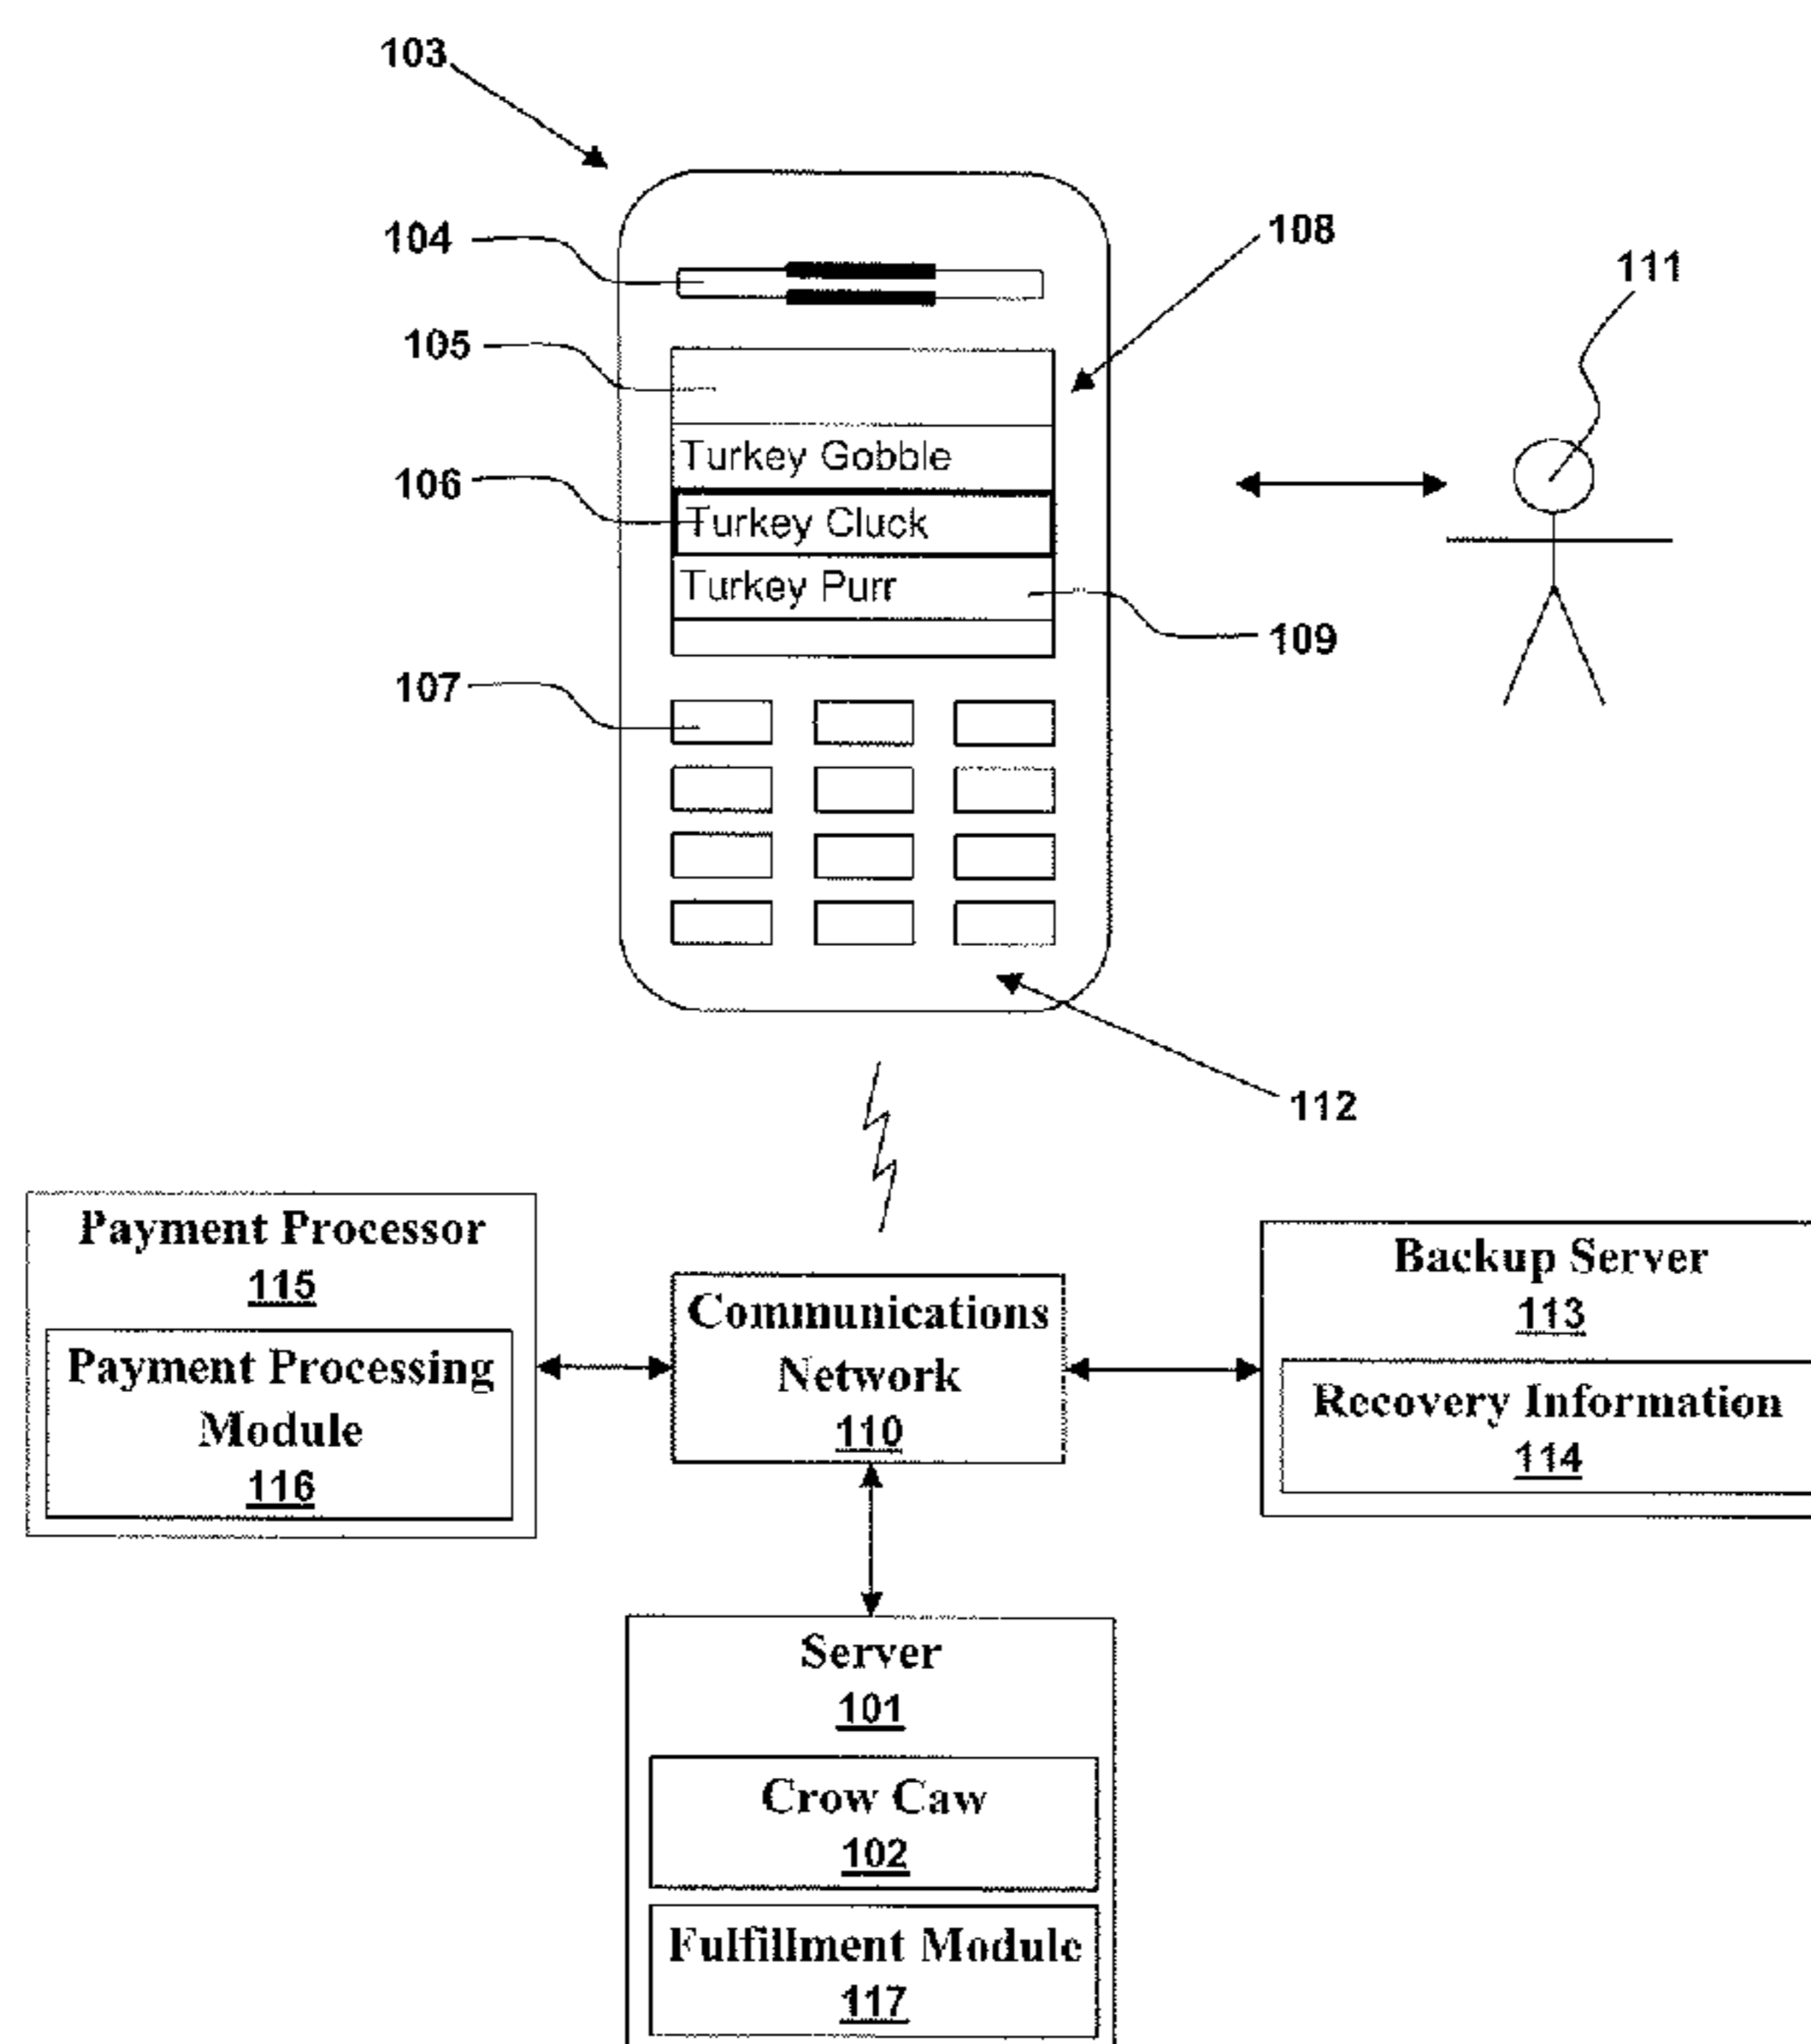 103
104
108
111
105
Turkey Gobble
106
Turkey Cluck
Turkey Purr
109
107
112
Payment Processor
115
Payment Processing
Module
116
Communications
Network
110
Backup Server
113
Recovery Information
114
Server
101
Crow Caw
102
Fulfillment Module
117